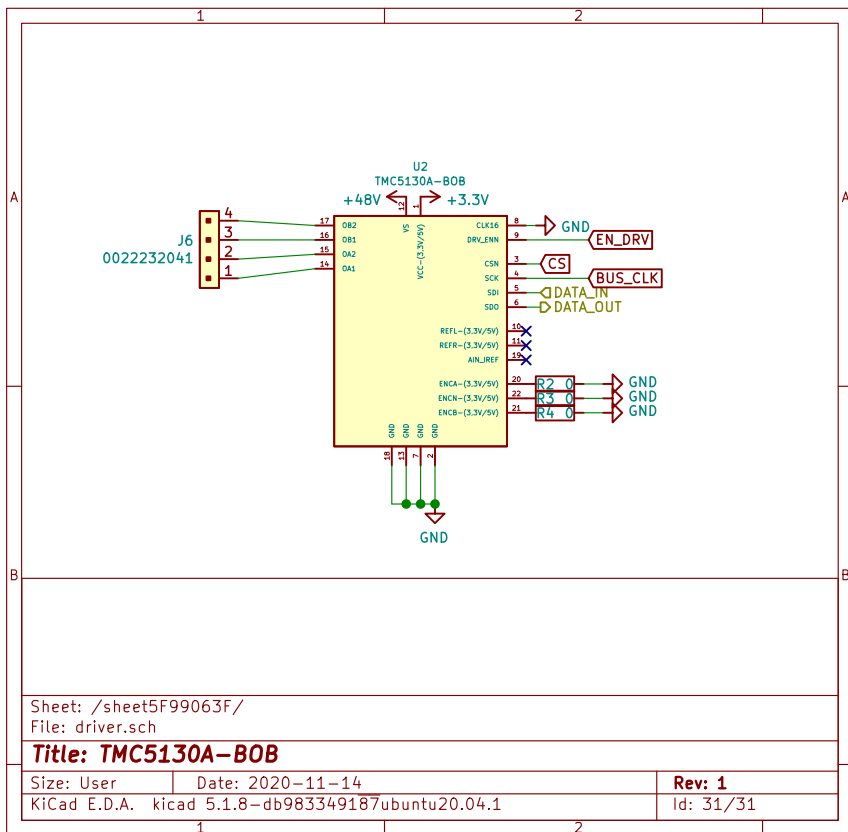 1
2
A
A
U2
TMC5130A-BOB
+48V
+3.3V
12
1
VS
VCC-(3.3V/5V)
J6
0022232041
4
3
2
1
17
16
15
14
OB2
OB1
OA2
OA1
CLK16
8
GND
DRV_ENN
9
EN_DRV
CSN
3
CS
SCK
4
BUS_CLK
SDI
5
DATA_IN
SDO
6
DATA_OUT
REFL-(3.3V/5V)
10
REFR-(3.3V/5V)
11
AIN_IREF
19
ENCA-(3.3V/5V)
20
R2 0
GND
ENCN-(3.3V/5V)
22
R3 0
GND
ENCB-(3.3V/5V)
21
R4 0
GND
GND
GND
GND
GND
18
13
7
2
GND
B
B
Sheet: /sheet5F99063F/
File: driver.sch
Title: TMC5130A-BOB
Size: User
Date: 2020-11-14
Rev: 1
KiCad E.D.A. kicad 5.1.8-db983349187ubuntu20.04.1
Id: 31/31
1
2